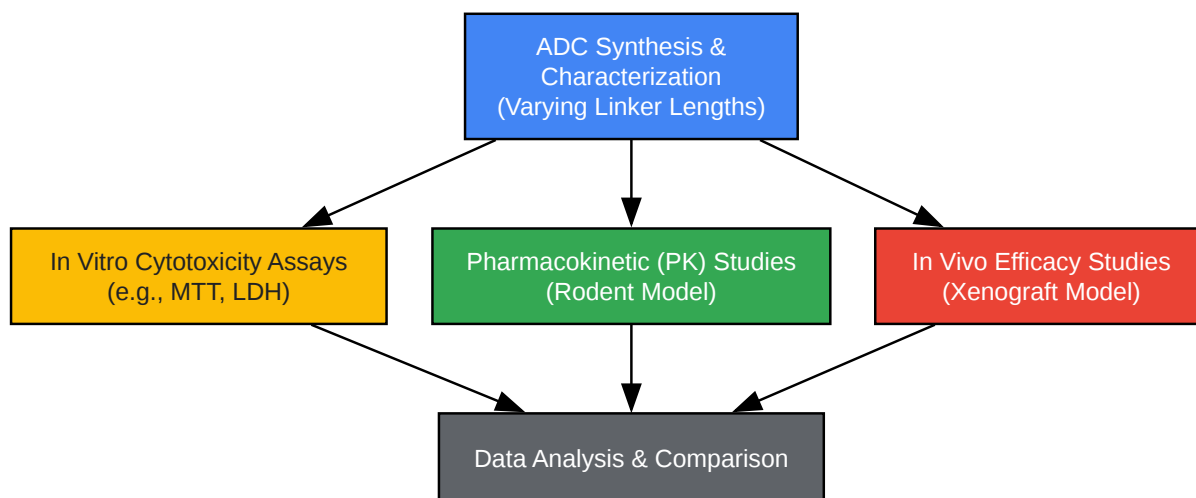 ADC Synthesis &
Characterization
(Varying Linker Lengths)
In Vitro Cytotoxicity Assays
(e.g., MTT, LDH)
Pharmacokinetic (PK) Studies
(Rodent Model)
In Vivo Efficacy Studies
(Xenograft Model)
Data Analysis & Comparison